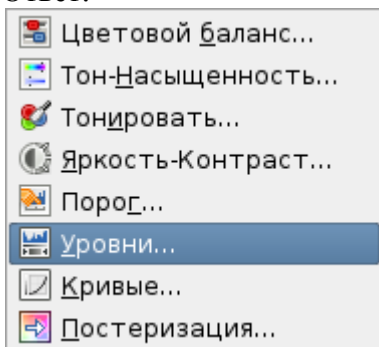 Цветовой баланс...
Тон-Насыщенность...
Тонировать...
Яркость-Контраст...
Порог...
Уровни...
Кривые...
Постеризация...